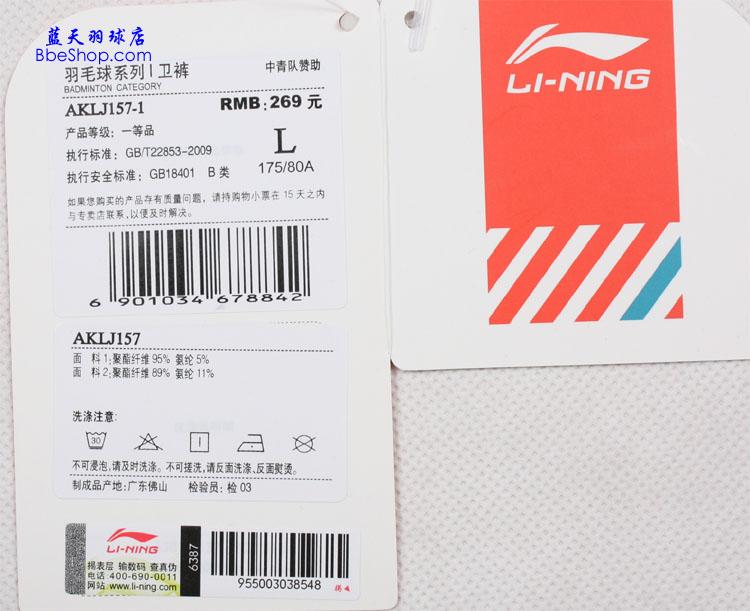 蓝天羽球店
BbeShop.com
羽毛球系列 | 卫裤
中青队赞助
BADMINTON CATEGORY
AKLJ157-1
RMB: 269 元
产品等级: 一等品
执行标准: GB/T22853-2009
L
执行安全标准: GB18401 B 类
175/80A
如果您购买的产品存有质量问题, 请持购物小票在 15 天之内
与专卖店联系,以便及时解决。
6 901034 678842
AKLJ157
面 料 1:聚酯纤维 95% 氨纶 5%
面 料 2:聚酯纤维 89% 氨纶 11%
洗涤注意:
30
不可浸泡,请及时洗涤。不可搓洗,请反面洗涤、反面熨烫。
制成品产地:广东佛山 检验员: 检 03
LI-NING
揭表层 输数码 查真伪
电话:400-690-0011
网站:www.li-ning.com
6387
955003038548
LI-NING